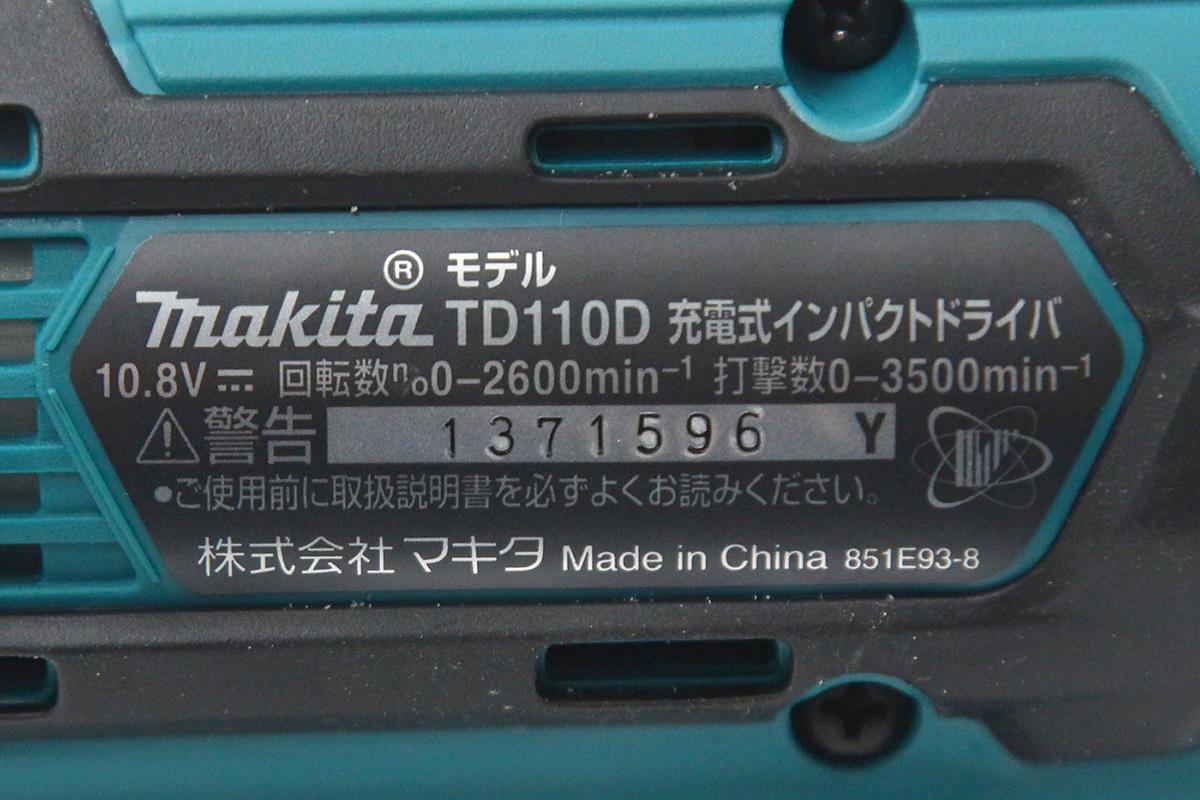 ® モデル
makita TD110D 充電式インパクトドライバ
10.8V 回転数n₀0-2600min⁻¹ 打撃数0-3500min⁻¹
警告 1371596 Y
●ご使用前に取扱説明書を必ずよくお読みください。
株式会社 マキタ Made in China 851E93-8